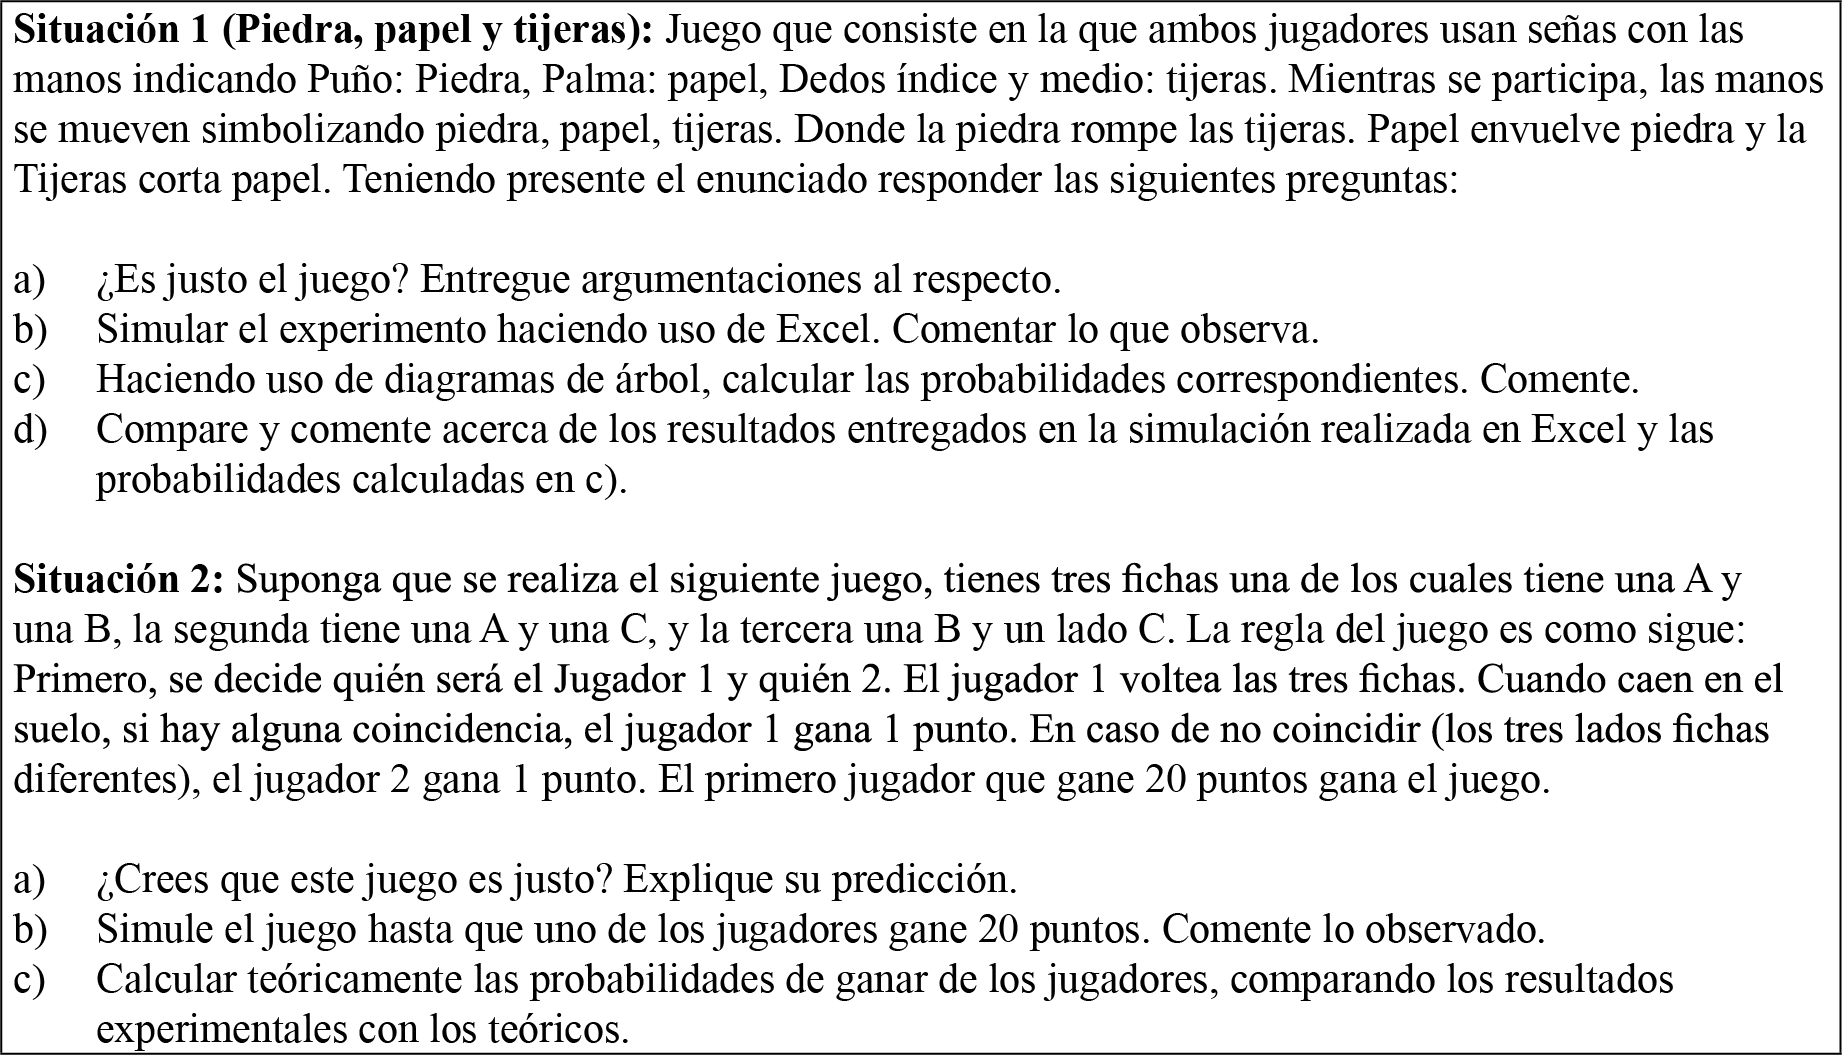 Situación 1 (Piedra, papel y tijeras): Juego que consiste en la que ambos jugadores usan señas con las
manos indicando Puño: Piedra, Palma: papel, Dedos índice y medio: tijeras. Mientras se participa, las manos
se mueven simbolizando piedra, papel, tijeras. Donde la piedra rompe las tijeras. Papel envuelve piedra y la
Tijeras corta papel. Teniendo presente el enunciado responder las siguientes preguntas:
a) ¿Es justo el juego? Entregue argumentaciones al respecto.
b) Simular el experimento haciendo uso de Excel. Comentar lo que observa.
c) Haciendo uso de diagramas de árbol, calcular las probabilidades correspondientes. Comente.
d) Compare y comente acerca de los resultados entregados en la simulación realizada en Excel y las
probabilidades calculadas en c).
Situación 2: Suponga que se realiza el siguiente juego, tienes tres fichas una de los cuales tiene una A y
una B, la segunda tiene una A y una C, y la tercera una B y un lado C. La regla del juego es como sigue:
Primero, se decide quién será el Jugador 1 y quién 2. El jugador 1 voltea las tres fichas. Cuando caen en el
suelo, si hay alguna coincidencia, el jugador 1 gana 1 punto. En caso de no coincidir (los tres lados fichas
diferentes), el jugador 2 gana 1 punto. El primero jugador que gane 20 puntos gana el juego.
a) ¿Crees que este juego es justo? Explique su predicción.
b) Simule el juego hasta que uno de los jugadores gane 20 puntos. Comente lo observado.
c) Calcular teóricamente las probabilidades de ganar de los jugadores, comparando los resultados
experimentales con los teóricos.